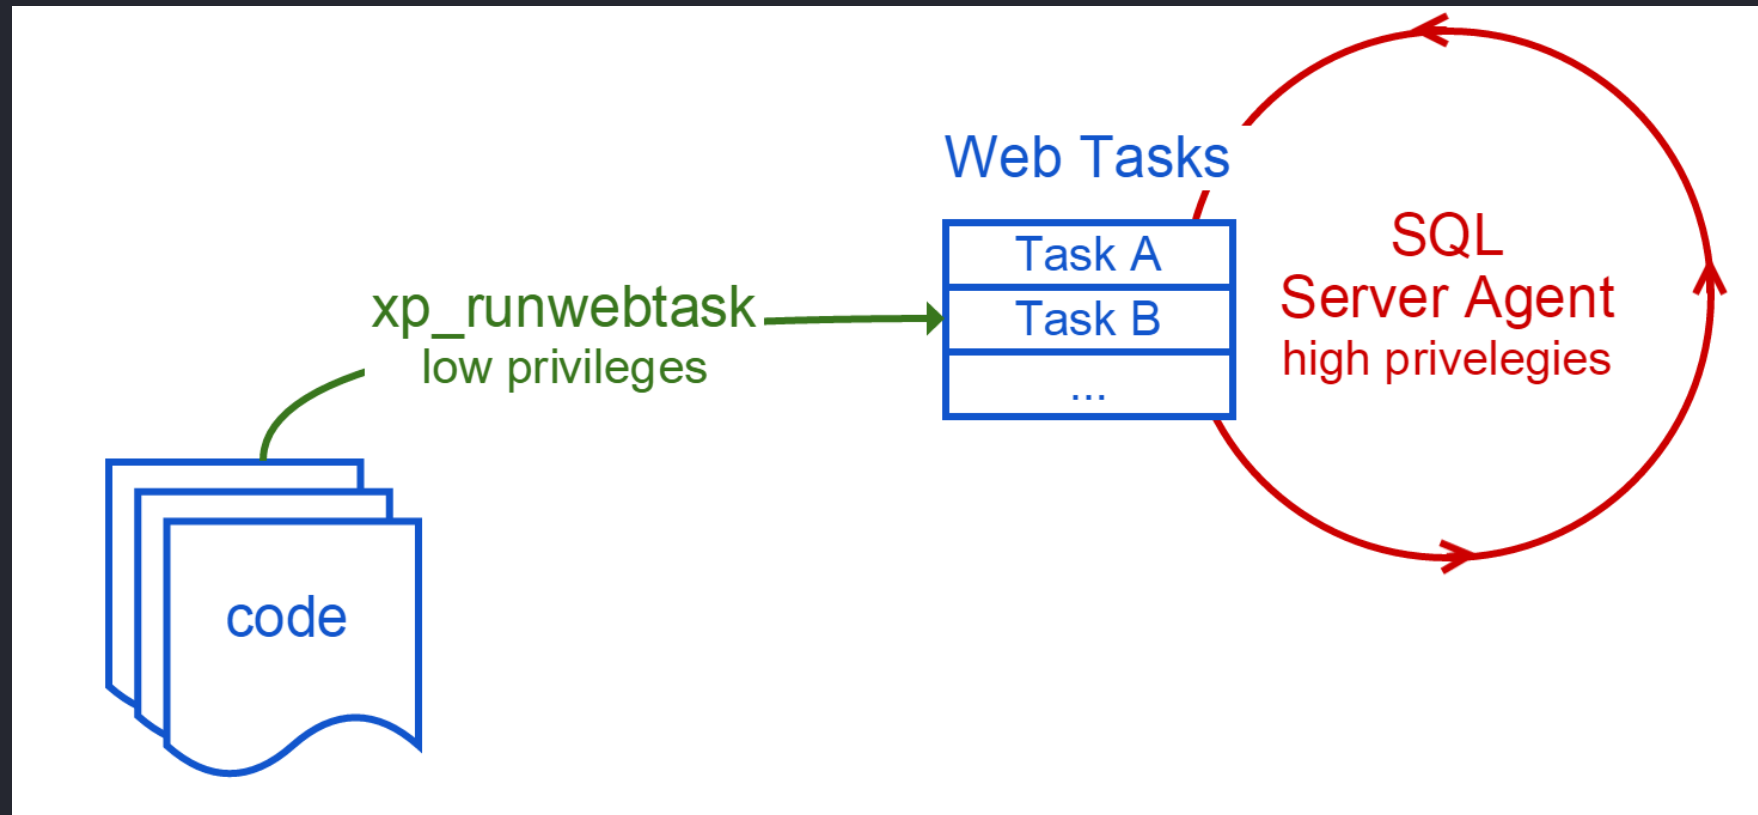 Web Tasks
Task A
Task B
...
xp_runwebtask
low privileges
SQL
Server Agent
high privelegies
code